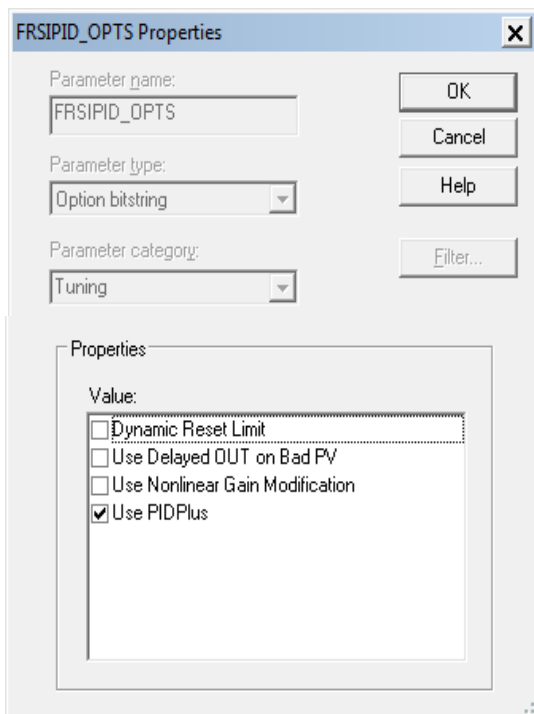 FRSIPID_OPTS Properties
Parameter name:
FRSIPID_OPTS
OK
Cancel
Parameter type:
Option bitstring
Help
Parameter category:
Tuning
Filter...
Properties
Value:
Dynamic Reset Limit
Use Delayed OUT on Bad PV
Use Nonlinear Gain Modification
Use PIDPlus